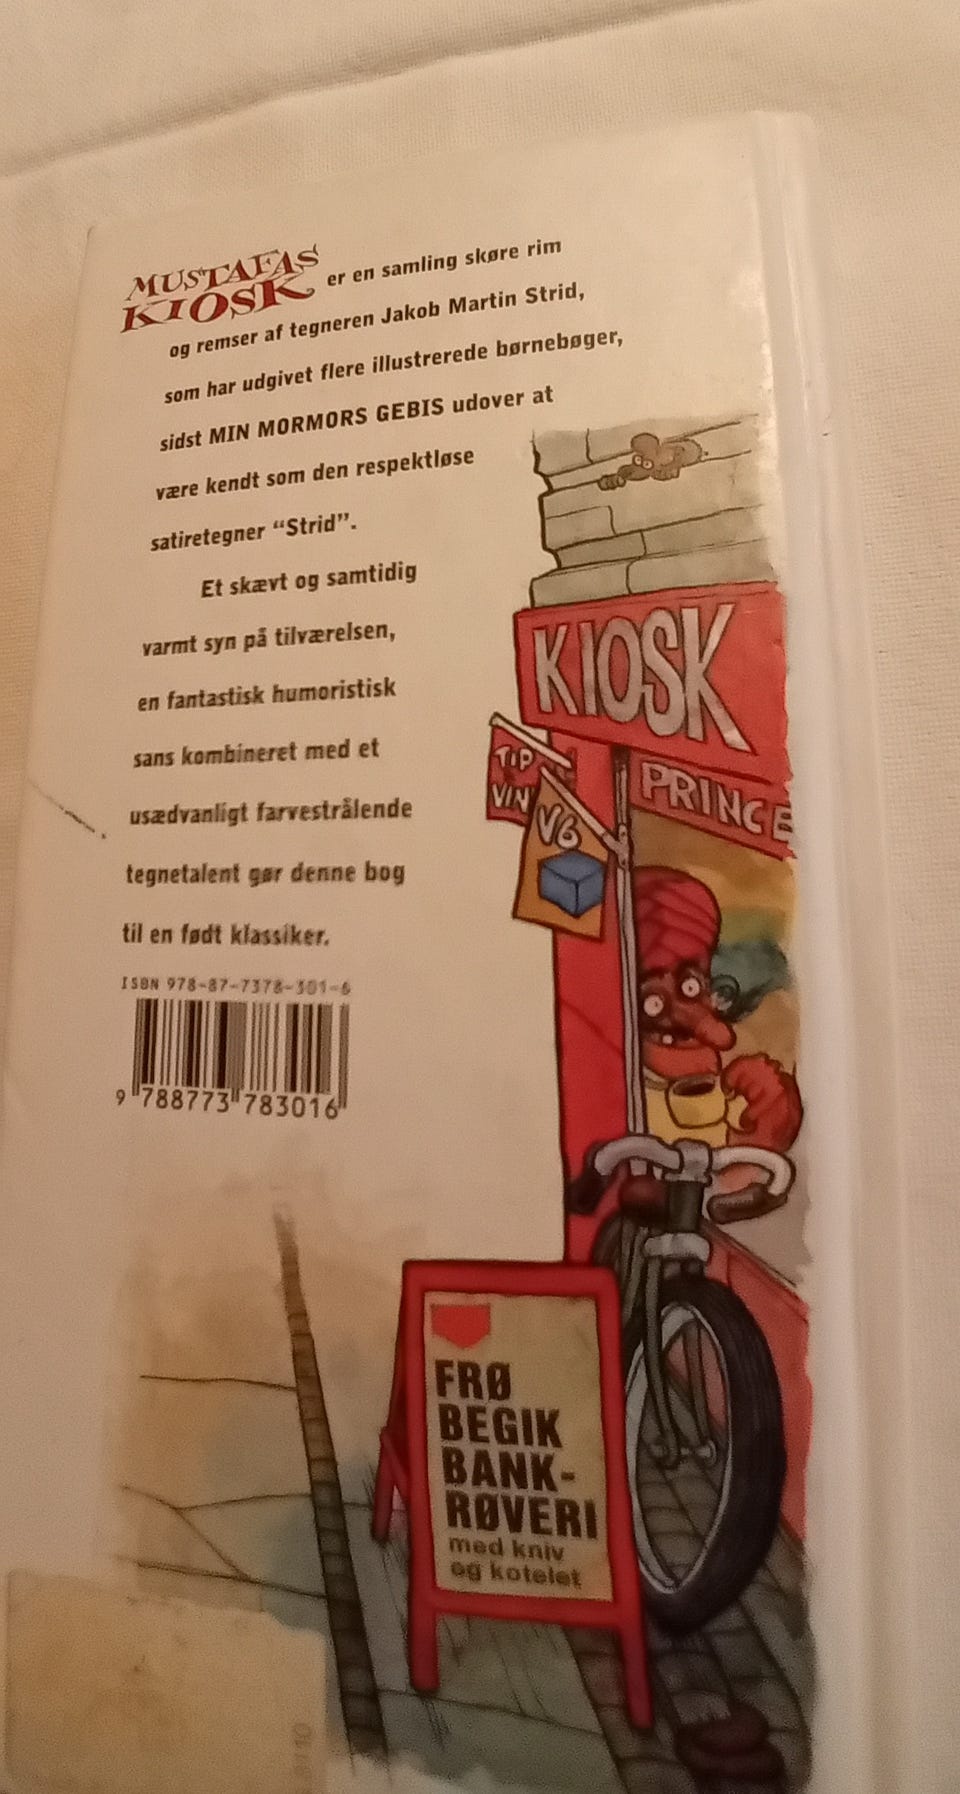 MUSTAFAS
KIOSK er en samling skøre rim
og remser af tegneren Jakob Martin Strid,
som har udgivet flere illustrerede børnebøger,
sidst MIN MORMORS GEBIS udover at
være kendt som den respektløse
satiretegner “Strid”.
Et skævt og samtidig
varmt syn på tilværelsen,
en fantastisk humoristisk
sans kombineret med et
usædvanligt farvestrålende
tegnetalent gør denne bog
til en født klassiker.
ISBN 978-87-7378-301-6
9 788773 783016
KIOSK
PRINCE
TIP
VIN
V6
FRØ
BEGIK
BANK-
RØVERI
med kniv
og kotelet